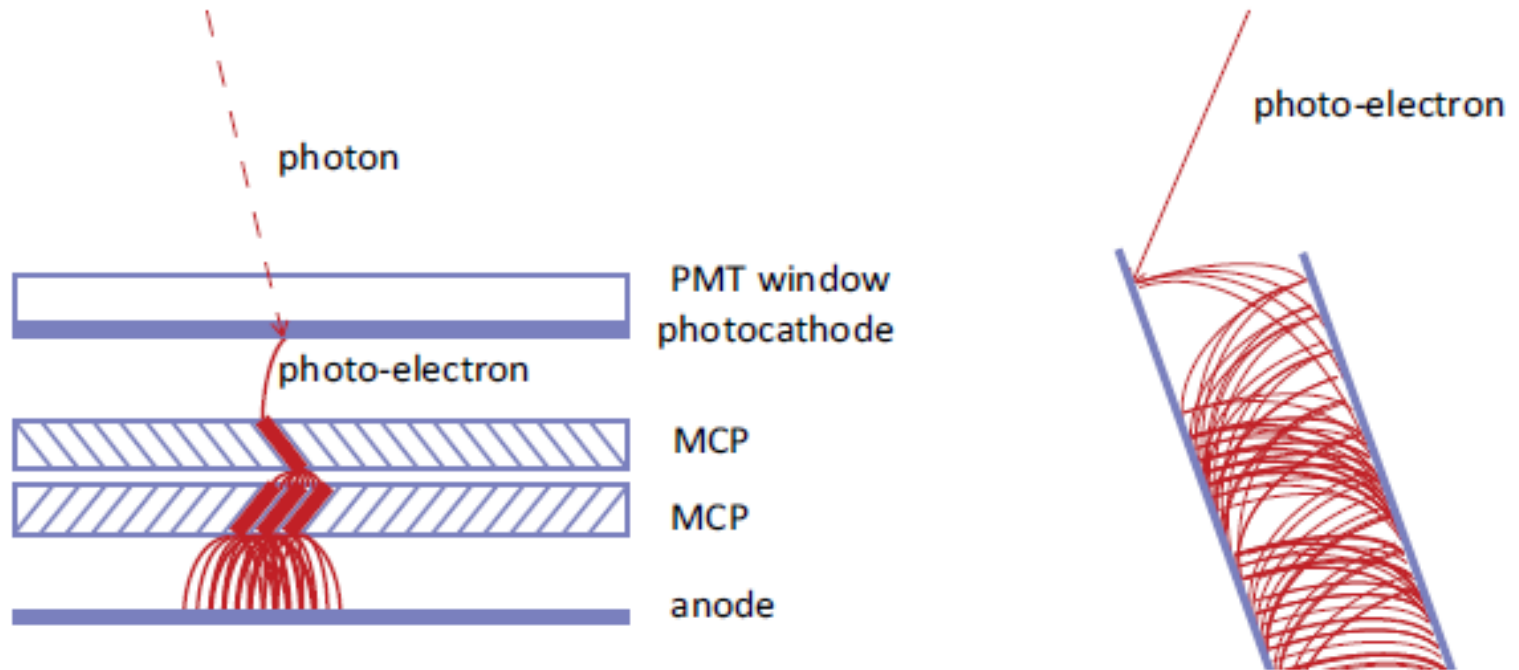 photon
PMT window
photocathode
photo-electron
MCP
MCP
anode
photo-electron